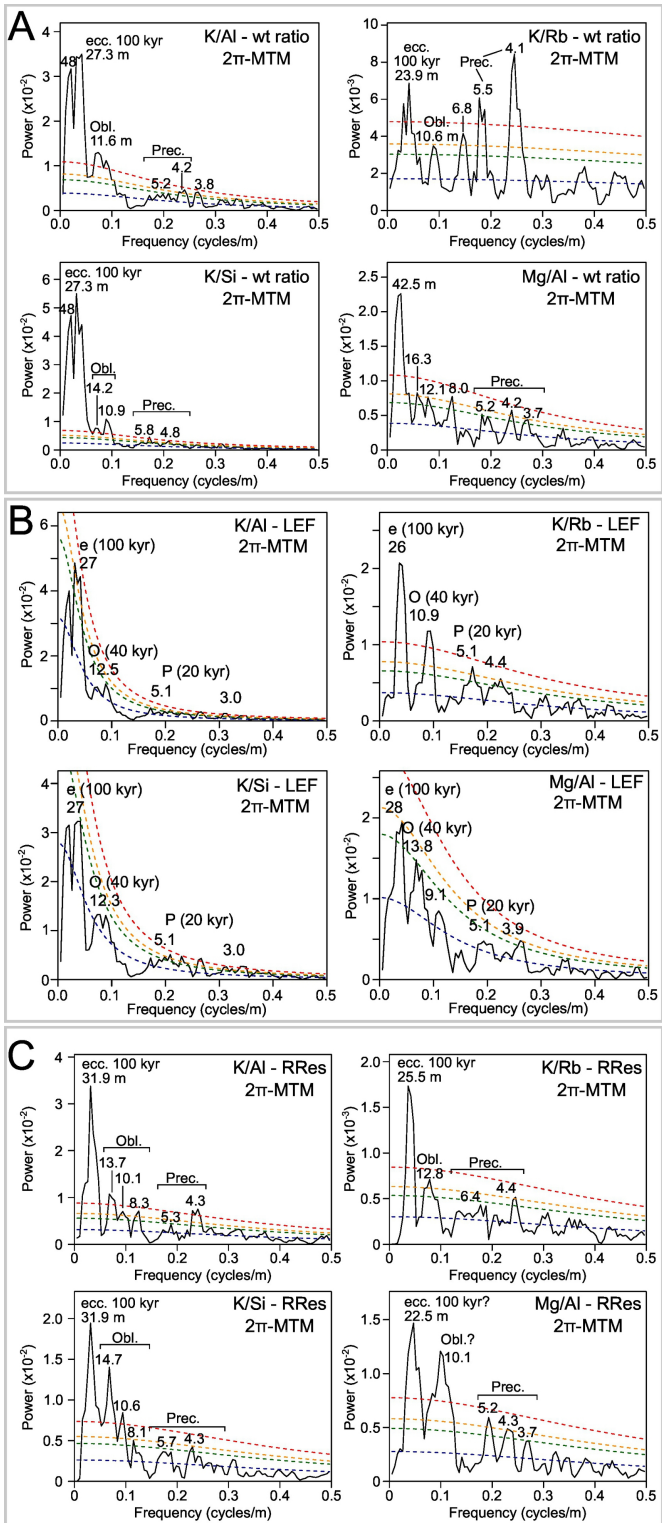 A
K/Al - wt ratio
2π-MTM
ecc. 100 kyr
27.3 m
48
Obl.
11.6 m
Prec.
5.2
4.2
3.8
Power (x10⁻²)
4
3
2
1
0
0.0
0.1
0.2
0.3
0.4
0.5
Frequency (cycles/m)
K/Rb - wt ratio
2π-MTM
ecc.
100 kyr
23.9 m
Obl.
10.6 m
6.8
Prec.
5.5
4.1
Power (x10⁻³)
10
8
6
4
2
0
0.0
0.1
0.2
0.3
0.4
0.5
Frequency (cycles/m)
K/Si - wt ratio
2π-MTM
ecc. 100 kyr
27.3 m
48
Obl.
14.2
10.9
Prec.
5.8
4.8
Power (x10⁻²)
6
5
4
3
2
1
0
0.0
0.1
0.2
0.3
0.4
0.5
Frequency (cycles/m)
Mg/Al - wt ratio
2π-MTM
42.5 m
16.3
12
8.0
Prec.
5.2
4.2
3.7
Power (x10⁻²)
2.5
2.0
1.5
1.0
0.5
0
0.0
0.1
0.2
0.3
0.4
0.5
Frequency (cycles/m)
B
K/Al - LEF
2π-MTM
e (100 kyr)
27
O (40 kyr)
12.5
P (20 kyr)
5.1
3.0
Power (x10⁻²)
6
4
2
0
0.0
0.1
0.2
0.3
0.4
0.5
Frequency (cycles/m)
K/Rb - LEF
2π-MTM
e (100 kyr)
26
O (40 kyr)
10.9
P (20 kyr)
5.1
4.4
Power (x10⁻²)
2
1
0
0.0
0.1
0.2
0.3
0.4
0.5
Frequency (cycles/m)
K/Si - LEF
2π-MTM
e (100 kyr)
27
O (40 kyr)
12.3
P (20 kyr)
5.1
3.0
Power (x10⁻²)
4
3
2
1
0
0.0
0.1
0.2
0.3
0.4
0.5
Frequency (cycles/m)
Mg/Al - LEF
2π-MTM
e (100 kyr)
28
O (40 kyr)
13.8
9.1
P (20 kyr)
5.1
3.9
Power (x10⁻²)
2
1
0
0.0
0.1
0.2
0.3
0.4
0.5
Frequency (cycles/m)
C
K/Al - RRes
2π-MTM
ecc. 100 kyr
31.9 m
Obl.
13.7
10.1
8.3
Prec.
5.3
4.3
Power (x10⁻²)
4
3
2
1
0
0.0
0.1
0.2
0.3
0.4
0.5
Frequency (cycles/m)
K/Rb - RRes
2π-MTM
ecc. 100 kyr
25.5 m
Obl.
12.8
Prec.
6.4
4.4
Power (x10⁻³)
2.0
1.5
1.0
0.5
0
0.0
0.1
0.2
0.3
0.4
0.5
Frequency (cycles/m)
K/Si - RRes
2π-MTM
ecc. 100 kyr
31.9 m
Obl.
14.7
10.6
8.1
Prec.
5.7
4.3
Power (x10⁻²)
2.0
1.5
1.0
0.5
0
0.0
0.1
0.2
0.3
0.4
0.5
Frequency (cycles/m)
Mg/Al - RRes
2π-MTM
ecc. 100 kyr?
22.5 m
Obl.?
10.1
Prec.
5.2
4.3
3.7
Power (x10⁻²)
1.5
1.0
0.5
0
0.0
0.1
0.2
0.3
0.4
0.5
Frequency (cycles/m)